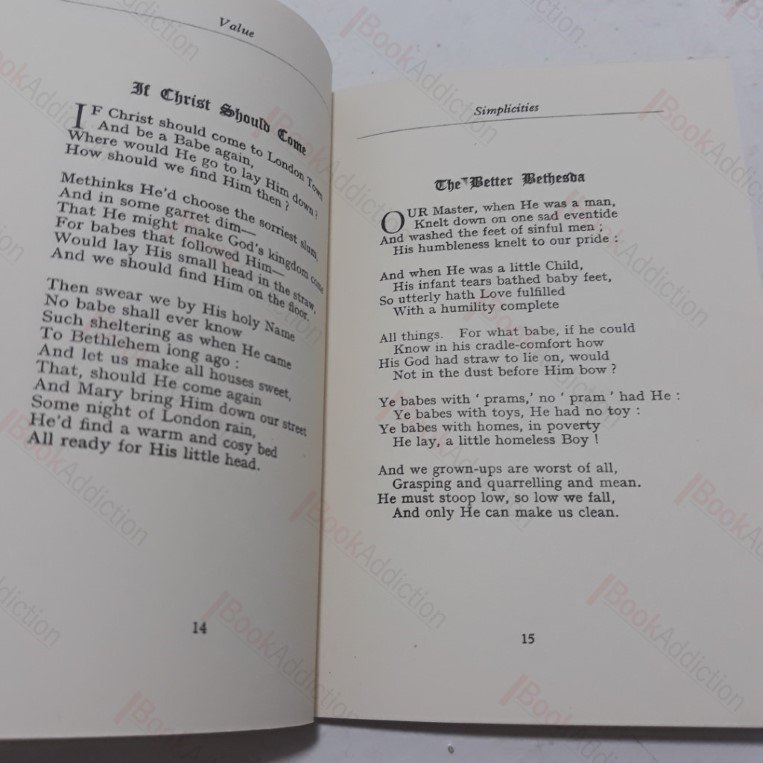 Value
If Christ Should Come
IF Christ should come to London Town
And be a Babe again,
Where would He go to lay Him down?
How should we find Him then?
Methinks He'd choose the sorriest slum,
And in some garret dim—
That He might make God's kingdom come
For babes that followed Him—
Would lay His small head in the straw,
And we should find Him on the floor.
Then swear we by His holy Name
No babe shall ever know
Such sheltering as when He came
To Bethlehem long ago :
And let us make all houses sweet,
That, should He come again
And Mary bring Him down our street
Some night of London rain,
He'd find a warm and cosy bed
All ready for His little head.
14
Simplicities
The Better Bethesda
OUR Master, when He was a man,
Knelt down on one sad eventide
And washed the feet of sinful men ;
His humbleness knelt to our pride :
And when He was a little Child,
His infant tears bathed baby feet,
So utterly hath Love fulfilled
With a humility complete
All things. For what babe, if he could
Know in his cradle-comfort how
His God had straw to lie on, would
Not in the dust before Him bow ?
Ye babes with ‘ prams,’ no ‘ pram ’ had He :
Ye babes with toys, He had no toy :
Ye babes with homes, in poverty
He lay, a little homeless Boy !
And we grown-ups are worst of all,
Grasping and quarrelling and mean.
He must stoop low, so low we fall,
And only He can make us clean.
15
BookAddiction